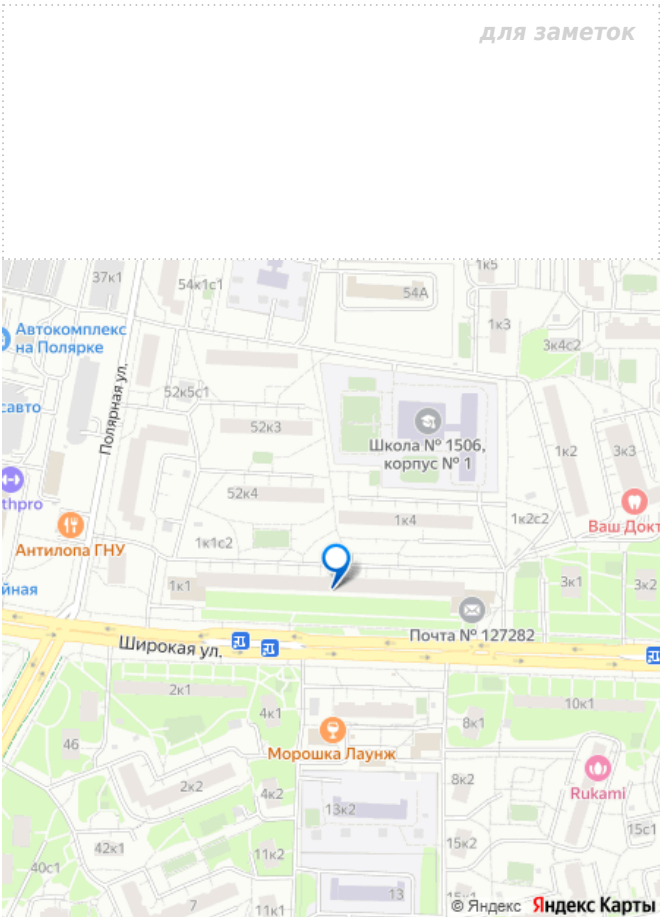 для заметок
37к1
54к1с1
54А
1к5
Автокомплекс
на Полярке
1к3
3к4с2
Полярная ул.
савто
52к5с1
52к3
Школа № 1506,
корпус № 1
1к2
3к3
thpro
52к4
1к4
1к2с2
Ваш Докт
Антилопа ГНУ
1к1с2
йная
1к1
3к1
3к2
Почта № 127282
Широкая ул.
2к1
4к1
10к1
8к1
46
Морошка Лаунж
2к2
4к2
8к2
Rukami
13к2
15с1
42к1
11к2
15к2
40с1
7
11к1
13
© Яндекс Яндекс Карты